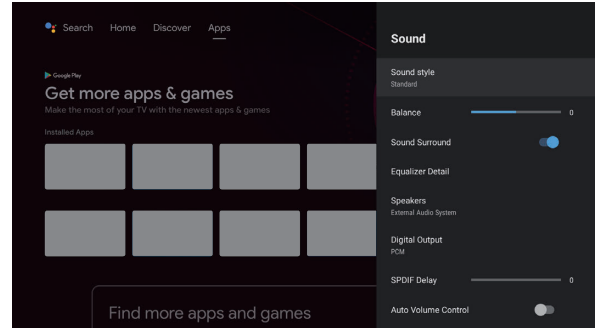 Search Home Discover Apps
Google Play
Get more apps & games
Make the most of your TV with the newest apps & games
Installed Apps
Find more apps and games
Sound
Sound style
Standard
Balance 0
Sound Surround
Equalizer Detail
Speakers
External Audio System
Digital Output
PCM
SPDIF Delay 0
Auto Volume Control